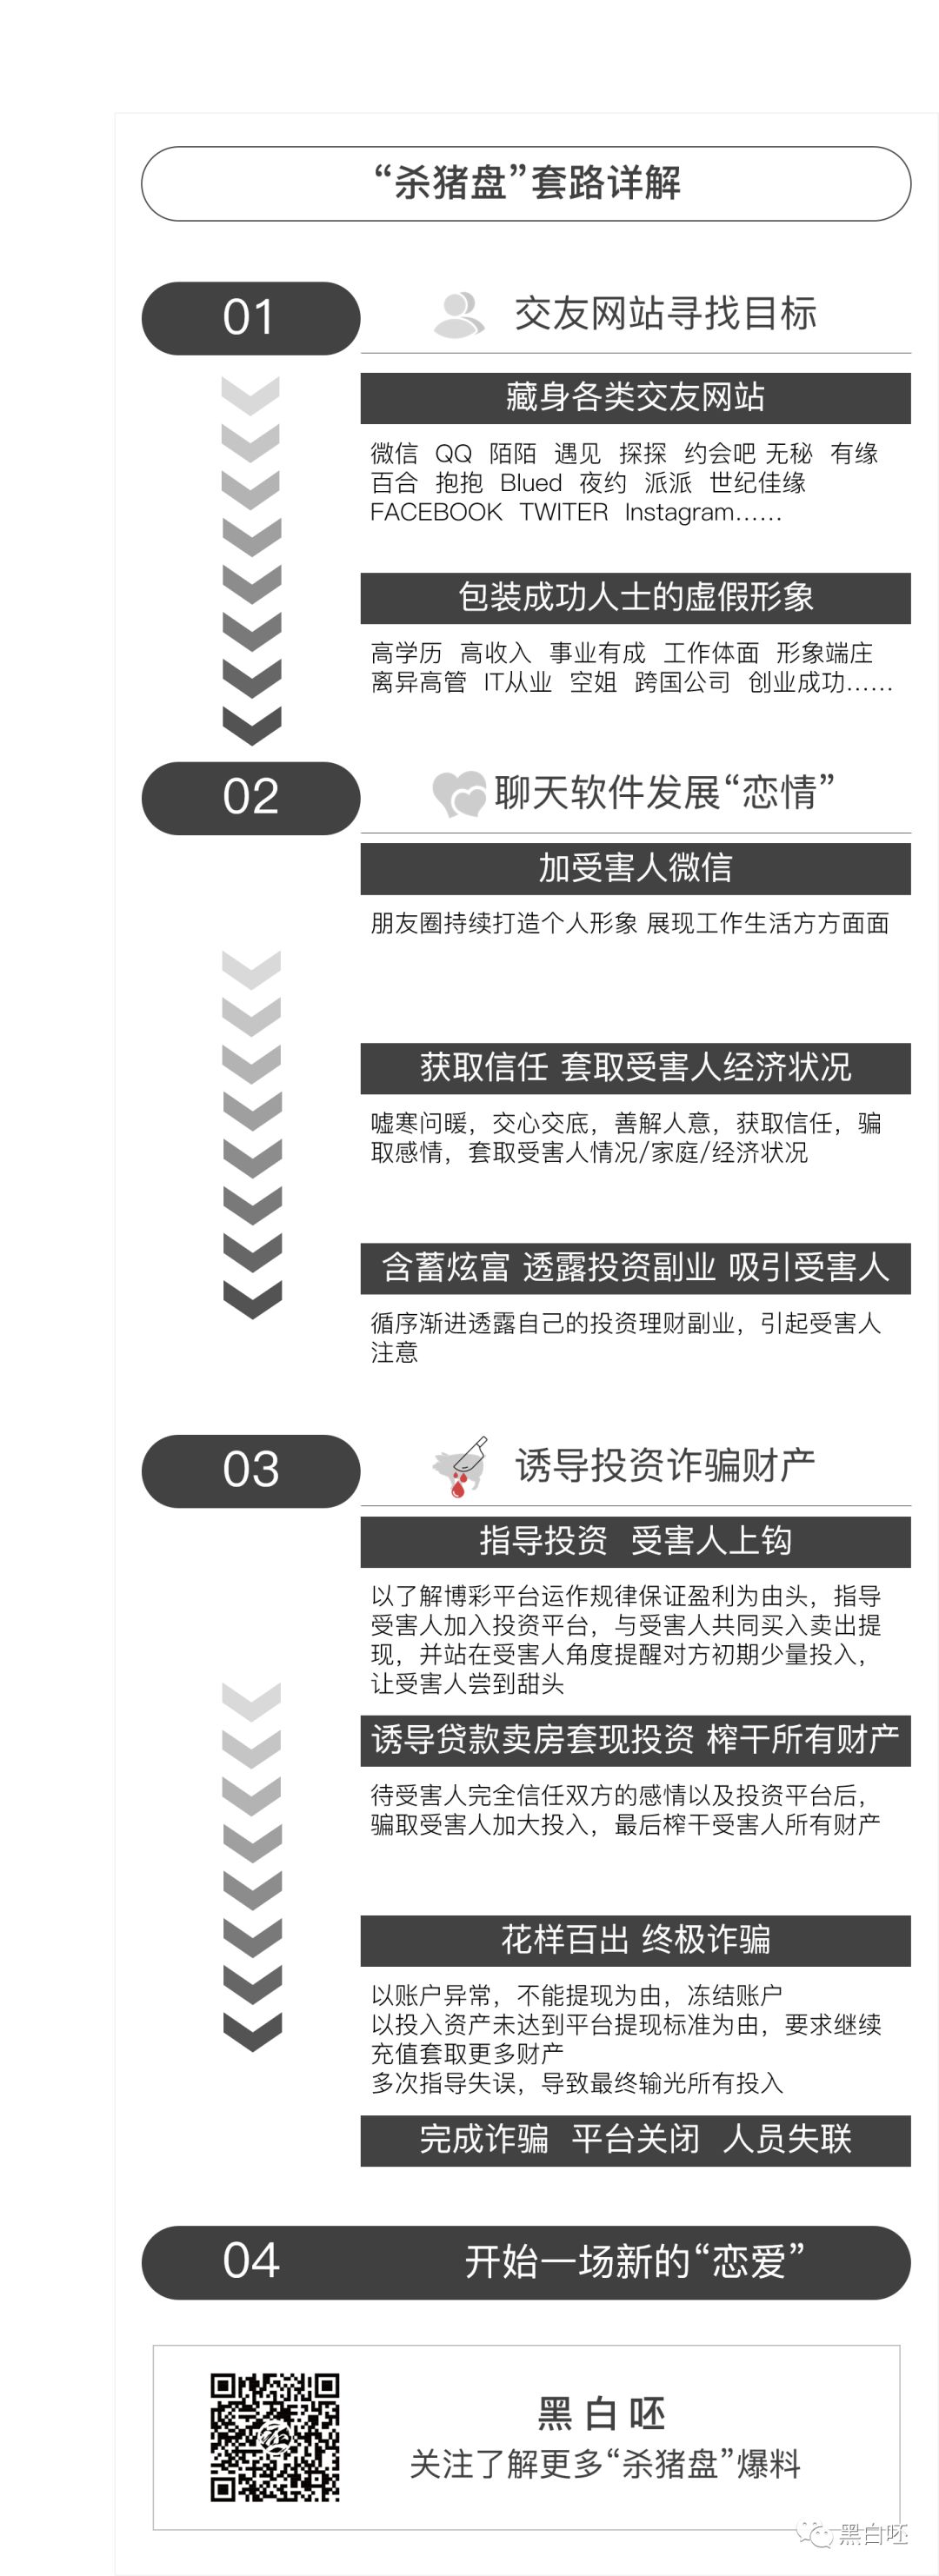 “杀猪盘”套路详解
01
交友网站寻找目标
藏身各类交友网站
微信 QQ 陌陌 遇见 探探 约会吧 无秘 有缘
百合 抱抱 Blued 夜约 派派 世纪佳缘
FACEBOOK TWITER Instagram……
包装成功人士的虚假形象
高学历 高收入 事业有成 工作体面 形象端庄
离异高管 IT从业 空姐 跨国公司 创业成功……
02
聊天软件发展“恋情”
加受害人微信
朋友圈持续打造个人形象 展现工作生活方方面面
获取信任 套取受害人经济状况
嘘寒问暖，交心交底，善解人意，获取信任，骗
取感情，套取受害人情况/家庭/经济状况
含蓄炫富 透露投资副业 吸引受害人
循序渐进透露自己的投资理财副业，引起受害人
注意
03
诱导投资诈骗财产
指导投资 受害人上钩
以了解博彩平台运作规律保证盈利为由头，指导
受害人加入投资平台，与受害人共同买入卖出提
现，并站在受害人角度提醒对方初期少量投入，
让受害人尝到甜头
诱导贷款卖房套现投资 榨干所有财产
待受害人完全信任双方的感情以及投资平台后，
骗取受害人加大投入，最后榨干受害人所有财产
花样百出 终极诈骗
以账户异常，不能提现为由，冻结账户
以投入资产未达到平台提现标准为由，要求继续
充值套取更多财产
多次指导失误，导致最终输光所有投入
完成诈骗 平台关闭 人员失联
04
开始一场新的“恋爱”
黑白呸
关注了解更多“杀猪盘”爆料
黑白呸